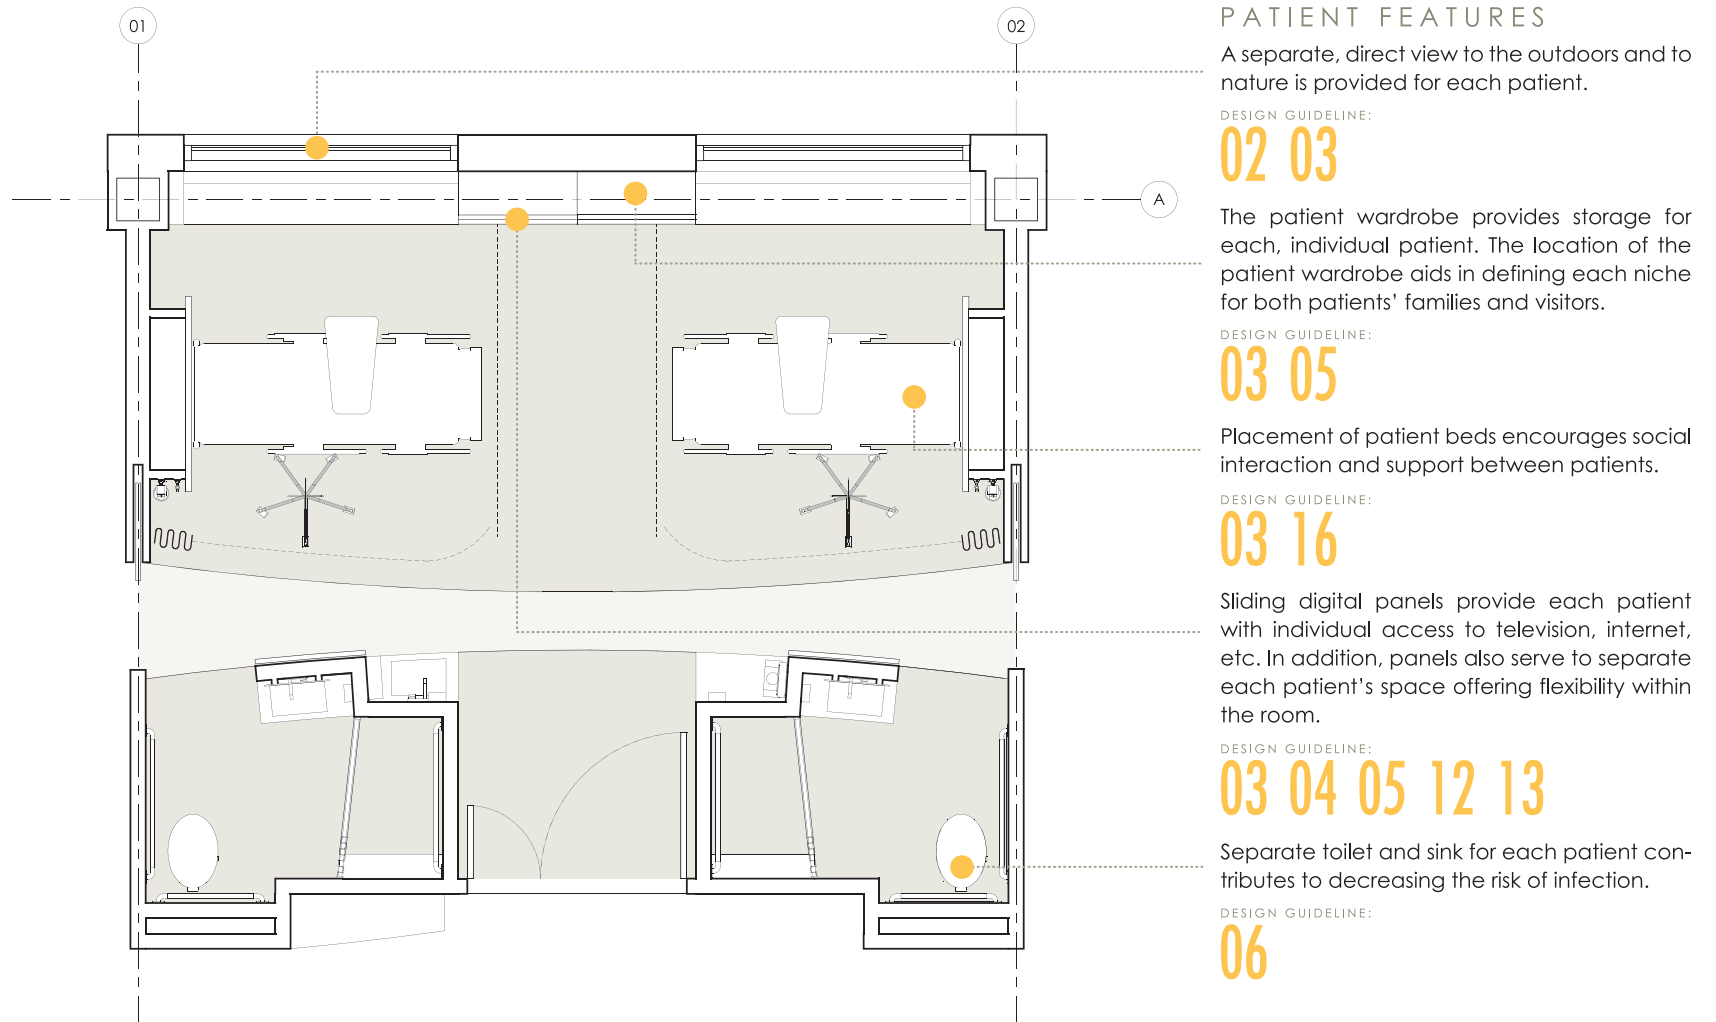 01
02
A
PATIENT FEATURES
A separate, direct view to the outdoors and to
nature is provided for each patient.
DESIGN GUIDELINE:
02 03
The patient wardrobe provides storage for
each, individual patient. The location of the
patient wardrobe aids in defining each niche
for both patients’ families and visitors.
DESIGN GUIDELINE:
03 05
Placement of patient beds encourages social
interaction and support between patients.
DESIGN GUIDELINE:
03 16
Sliding digital panels provide each patient
with individual access to television, internet,
etc. In addition, panels also serve to separate
each patient’s space offering flexibility within
the room.
DESIGN GUIDELINE:
03 04 05 12 13
Separate toilet and sink for each patient con-
tributes to decreasing the risk of infection.
DESIGN GUIDELINE:
06